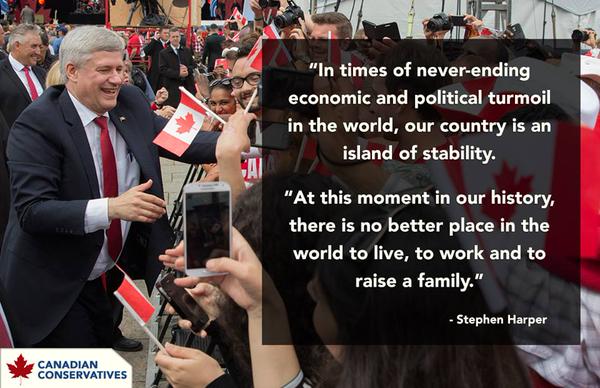 “In times of never-ending
economic and political turmoil
in the world, our country is an
island of stability.
“At this moment in our history,
there is no better place in the
world to live, to work and to
raise a family.”
- Stephen Harper
CANADIAN
CONSERVATIVES